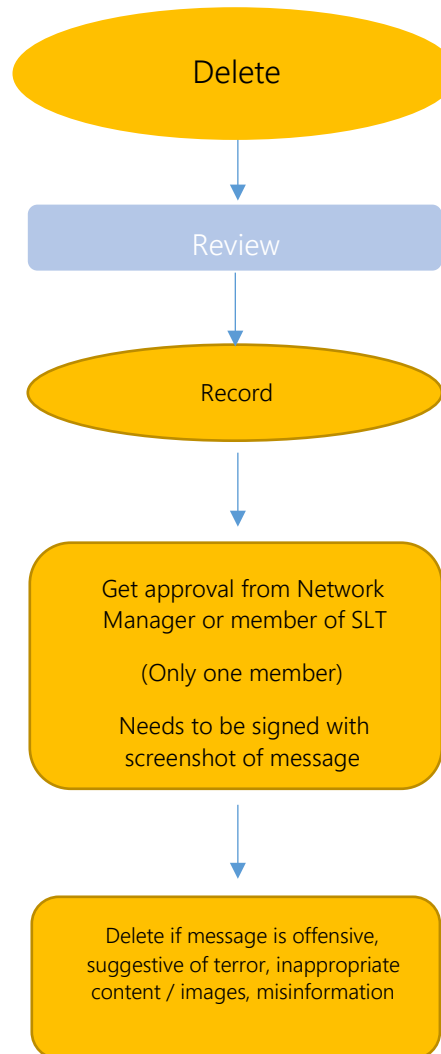 Delete
Review
Record
Get approval from Network
Manager or member of SLT
(Only one member)
Needs to be signed with
screenshot of message
Delete if message is offensive,
suggestive of terror, inappropriate
content / images, misinformation